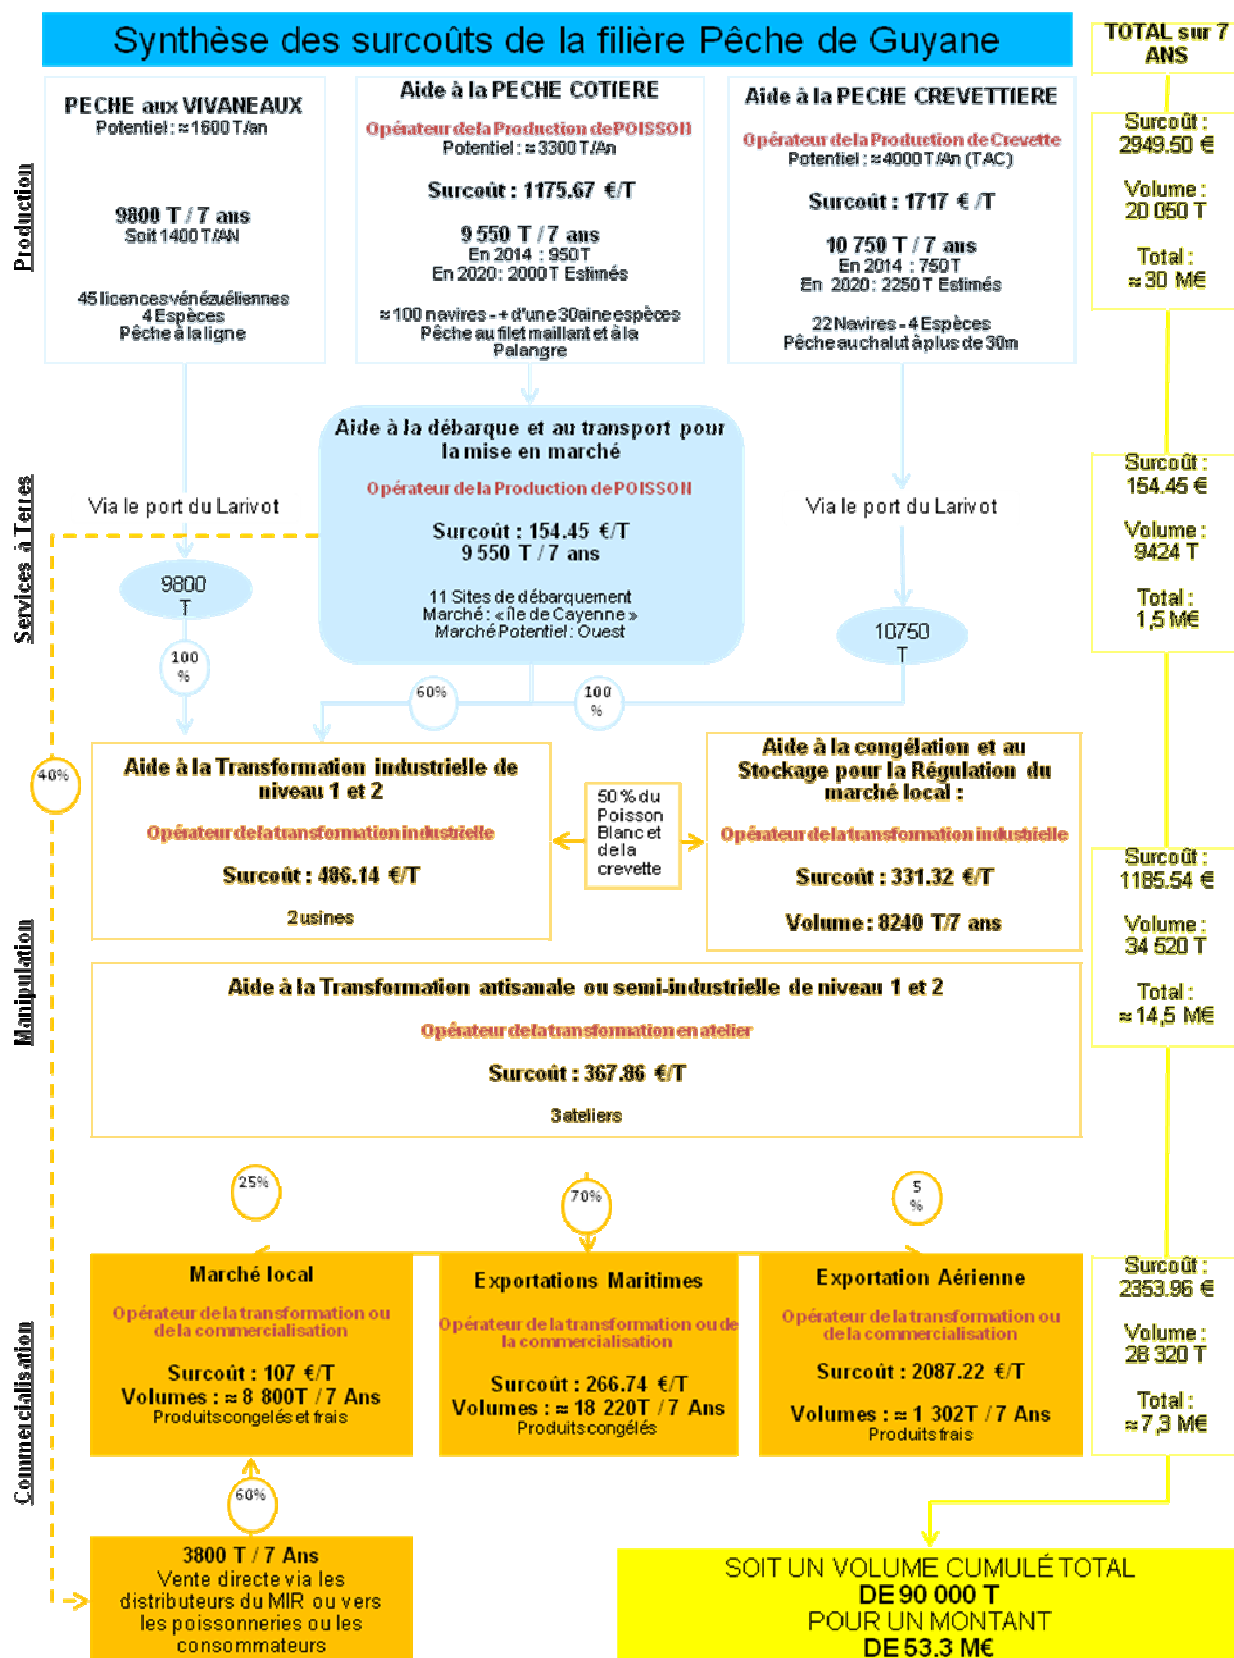 Synthèse des surcoûts de la filière Pêche de Guyane
TOTAL sur 7
ANS
Production
PECHE aux VIVANEAUX
Potentiel : ≈ 1600 T/an
9800 T / 7 ans
Soit 1400 T/AN
45 licences vénézuéliennes
4 Espèces
Pêche à la ligne
Aide à la PECHE COTIERE
Opérateur de la Production de POISSON
Potentiel : ≈ 3300 T/An
Surcoût : 1175.67 €/T
9 550 T / 7 ans
En 2014 : 950 T
En 2020 : 2000 T Estimés
≈ 100 navires - + d'une 30aine espèces
Pêche au filet maillant et à la
Palangre
Aide à la PECHE CREVETTIERE
Opérateur de la Production de Crevette
Potentiel : ≈ 4000 T/An (TAC)
Surcoût : 1717 € /T
10 750 T / 7 ans
En 2014 : 750 T
En 2020 : 2250 T Estimés
22 Navires - 4 Espèces
Pêche au chalut à plus de 30m
Surcoût :
2949.50 €
Volume :
20 050 T
Total :
≈ 30 M€
Services à Terres
Via le port du Larivot
9800
T
100
%
Aide à la débarque et au transport pour
la mise en marché
Opérateur de la Production de POISSON
Surcoût : 154.45 €/T
9 550 T / 7 ans
11 Sites de débarquement
Marché : « île de Cayenne »
Marché Potentiel : Ouest
Via le port du Larivot
10750
T
60%
100
%
Surcoût :
154.45 €
Volume :
9424 T
Total :
1,5 M€
40%
Manipulation
Aide à la Transformation industrielle de
niveau 1 et 2
Opérateur de la transformation industrielle
Surcoût : 486.14 €/T
2 usines
50 % du
Poisson
Blanc et
de la
crevette
Aide à la congélation et au
Stockage pour la Régulation du
marché local :
Opérateur de la transformation industrielle
Surcoût : 331.32 €/T
Volume : 8240 T/7 ans
Aide à la Transformation artisanale ou semi-industrielle de niveau 1 et 2
Opérateur de la transformation en atelier
Surcoût : 367.86 €/T
3 ateliers
Surcoût :
1185.54 €
Volume :
34 520 T
Total :
≈ 14,5 M€
25%
70%
5
%
Commercialisation
Marché local
Opérateur de la transformation ou
de la commercialisation
Surcoût : 107 €/T
Volumes : ≈ 8 800T / 7 Ans
Produits congelés et frais
Exportations Maritimes
Opérateur de la transformation ou de
la commercialisation
Surcoût : 266.74 €/T
Volumes : ≈ 18 220T / 7 Ans
Produits congélés
Exportation Aérienne
Opérateur de la transformation ou
de la commercialisation
Surcoût : 2087.22 €/T
Volumes : ≈ 1 302T / 7 Ans
Produits frais
Surcoût :
2353.96 €
Volume :
28 320 T
Total :
≈ 7,3 M€
60%
3800 T / 7 Ans
Vente directe via les
distributeurs du MIR ou vers
les poissonneries ou les
consommateurs
SOIT UN VOLUME CUMULÉ TOTAL
DE 90 000 T
POUR UN MONTANT
DE 53.3 M€